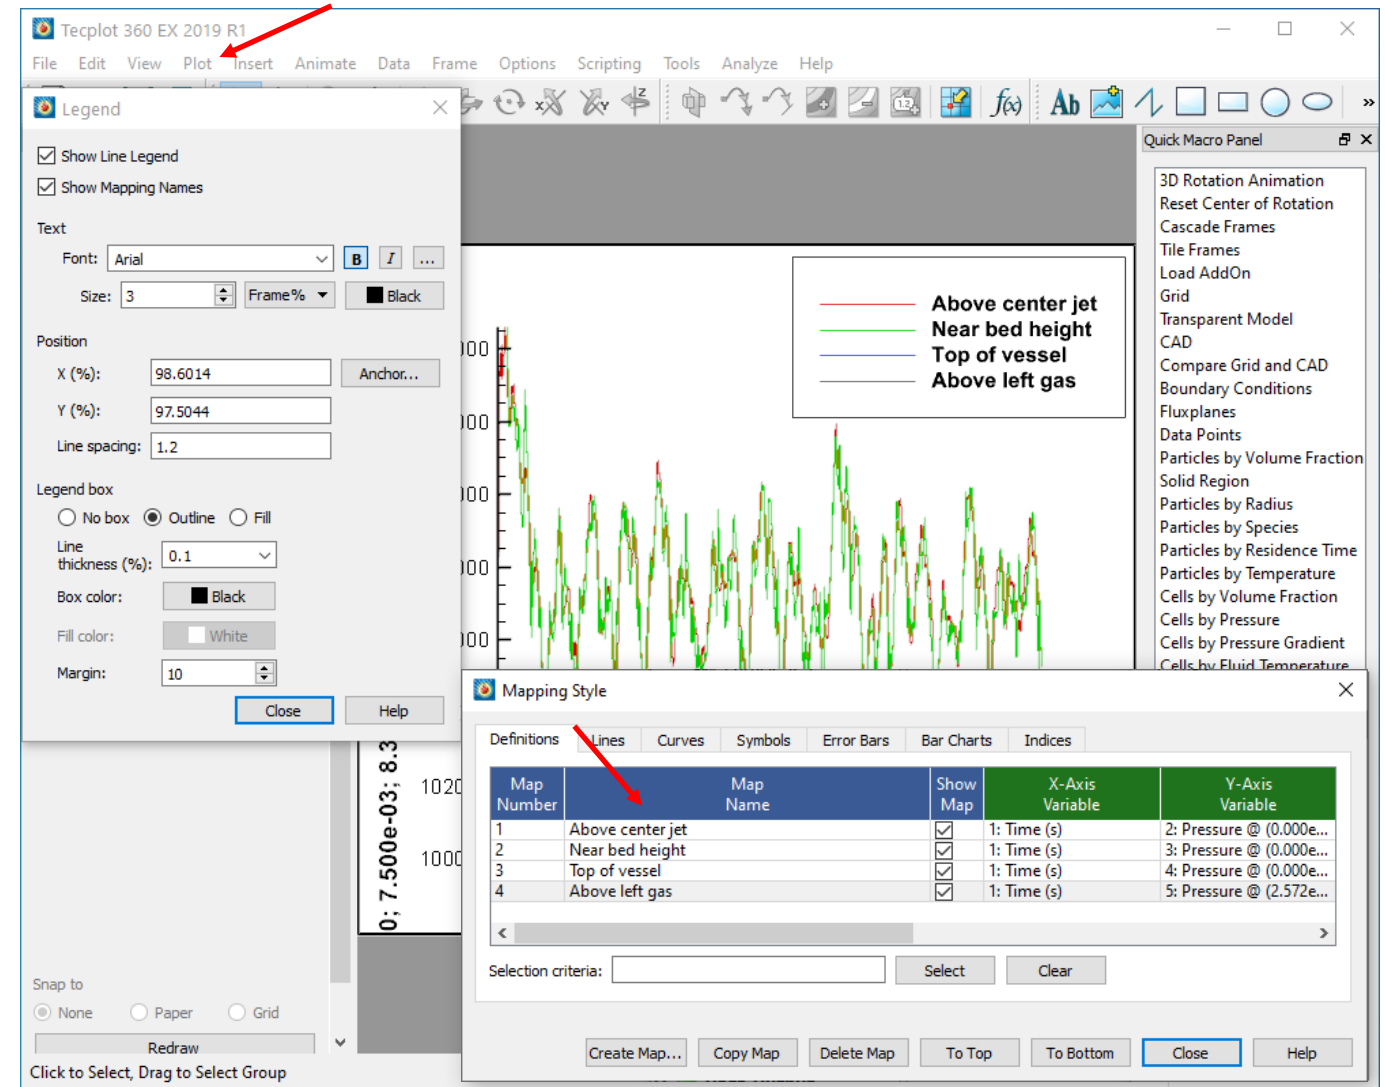 Tecplot 360 EX 2019 R1
File Edit View Plot Insert Animate Data Frame Options Scripting Tools Analyze Help
Legend
Show Line Legend
Show Mapping Names
Text
Font: Arial B I ...
Size: 3 Frame% Black
Position
X (%): 98.6014 Anchor...
Y (%): 97.5044
Line spacing: 1.2
Legend box
No box Outline Fill
Line
thickness (%): 0.1
Box color: Black
Fill color: White
Margin: 10
Close Help
Ab
f(x)
»
Above center jet
Near bed height
Top of vessel
Above left gas
Quick Macro Panel
3D Rotation Animation
Reset Center of Rotation
Cascade Frames
Tile Frames
Load AddOn
Grid
Transparent Model
CAD
Compare Grid and CAD
Boundary Conditions
Fluxplanes
Data Points
Particles by Volume Fraction
Solid Region
Particles by Radius
Particles by Species
Particles by Residence Time
Particles by Temperature
Cells by Volume Fraction
Cells by Pressure
Cells by Pressure Gradient
Cells by Fluid Temperature
Mapping Style
Definitions Lines Curves Symbols Error Bars Bar Charts Indices
Map Number Map Name Show Map X-Axis Variable Y-Axis Variable
1 Above center jet 1: Time (s) 2: Pressure @ (0.000e...
2 Near bed height 1: Time (s) 3: Pressure @ (0.000e...
3 Top of vessel 1: Time (s) 4: Pressure @ (0.000e...
4 Above left gas 1: Time (s) 5: Pressure @ (2.572e...
Selection criteria: Select Clear
Create Map... Copy Map Delete Map To Top To Bottom Close Help
0; 7.500e-03; 8.3
1020
1000
Snap to
None Paper Grid
Redraw
Click to Select, Drag to Select Group